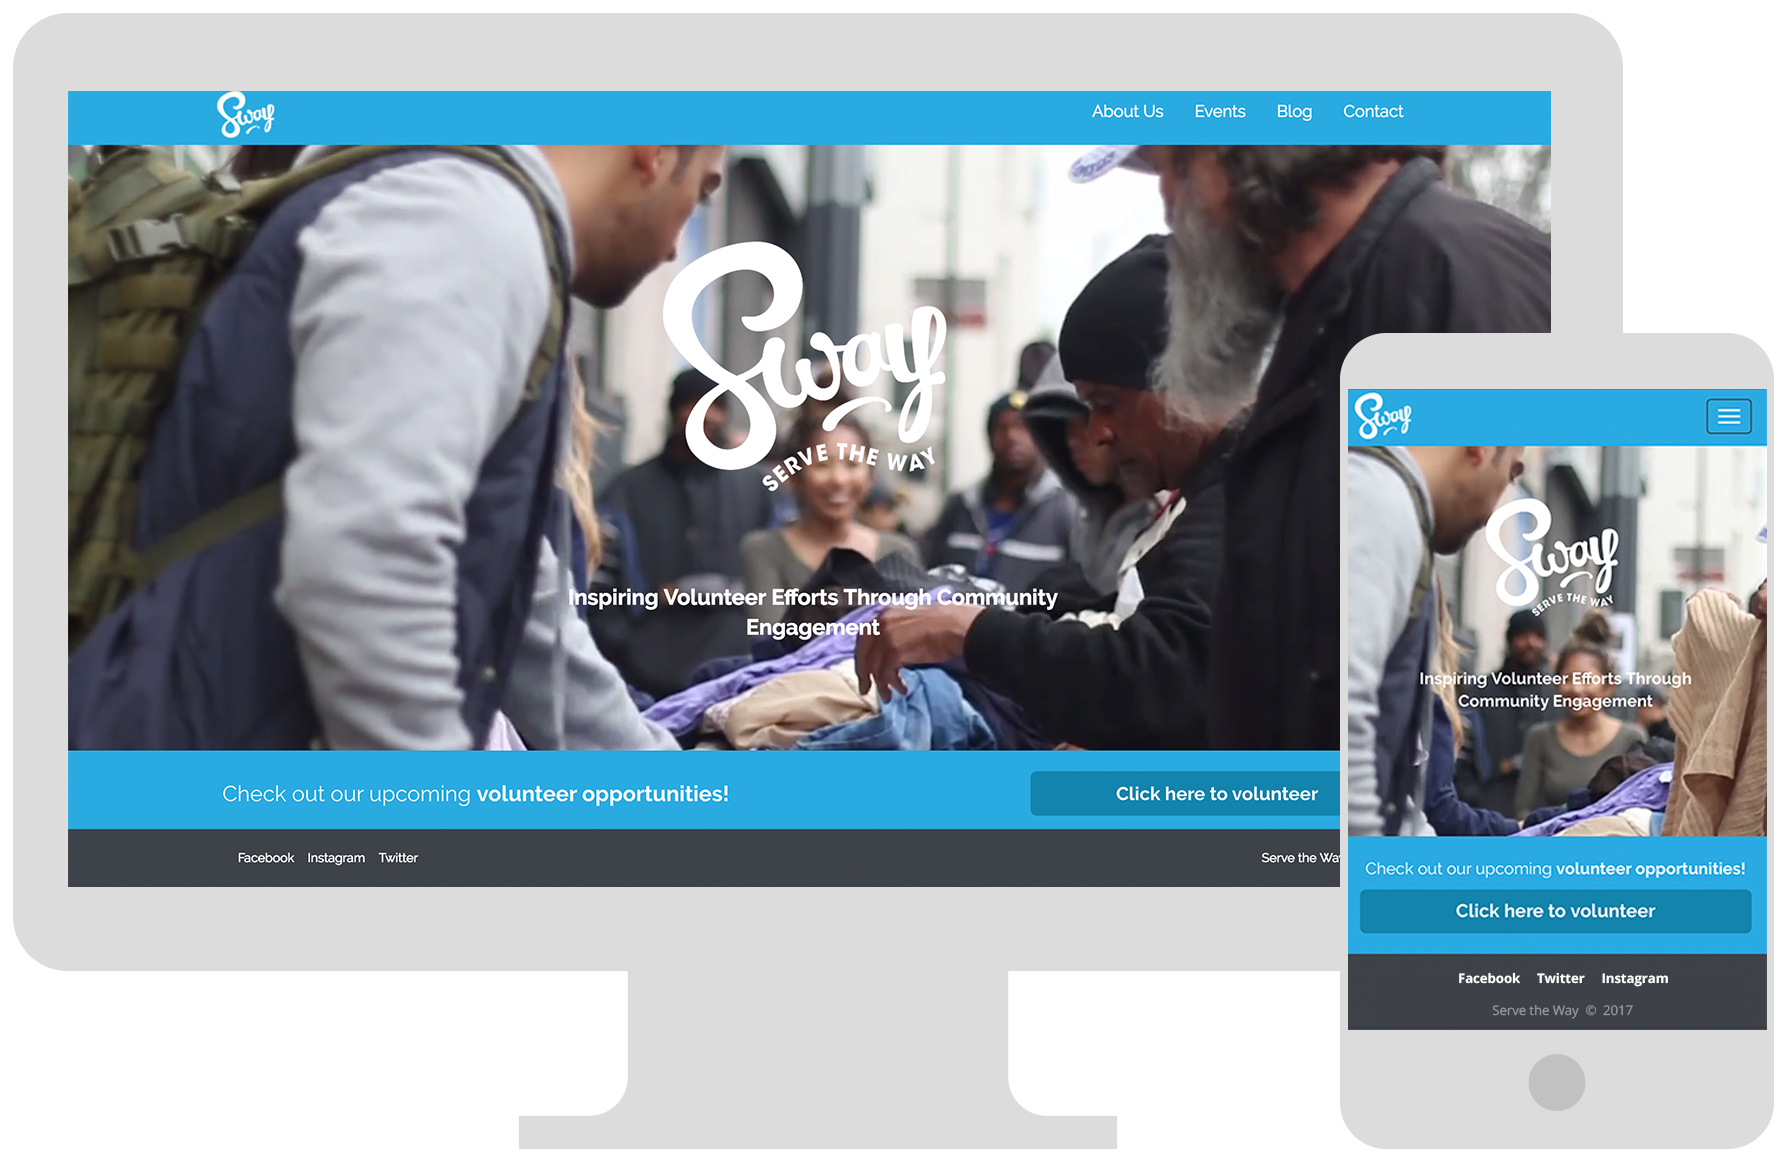 Sway
About Us Events Blog Contact
Sway
SERVE THE WAY
Inspiring Volunteer Efforts Through Community
Engagement
Check out our upcoming volunteer opportunities!
Click here to volunteer
Facebook Instagram Twitter
Serve the Way
Sway
Sway
SERVE THE WAY
Inspiring Volunteer Efforts Through
Community Engagement
Check out our upcoming volunteer opportunities!
Click here to volunteer
Facebook Twitter Instagram
Serve the Way © 2017